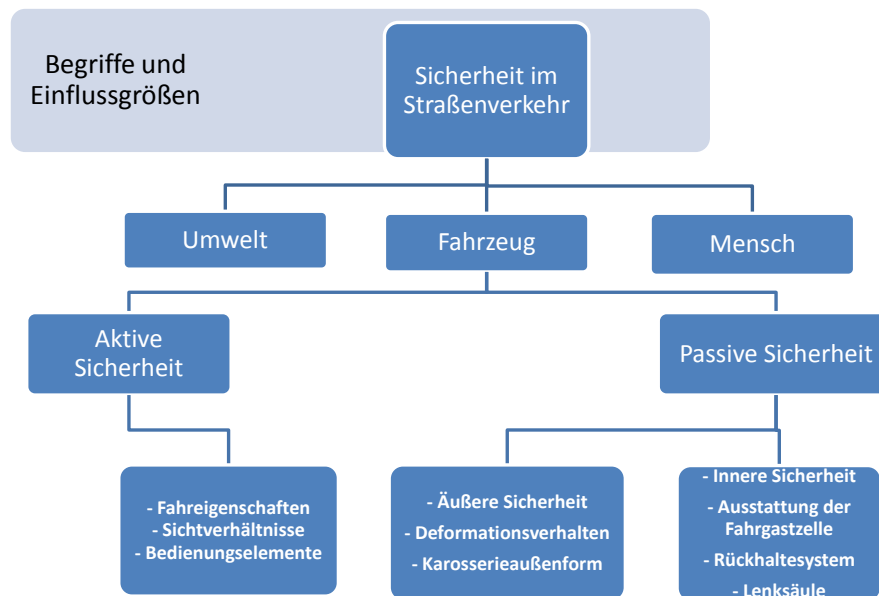 Begriffe und
Einflussgrößen
Sicherheit im
Straßenverkehr
Umwelt
Fahrzeug
Mensch
Aktive
Sicherheit
Passive Sicherheit
- Fahreigenschaften
- Sichtverhältnisse
- Bedienungselemente
- Äußere Sicherheit
- Deformationsverhalten
- Karosserieaußenform
- Innere Sicherheit
- Ausstattung der
Fahrgastzelle
- Rückhaltesystem
- Lenksäule